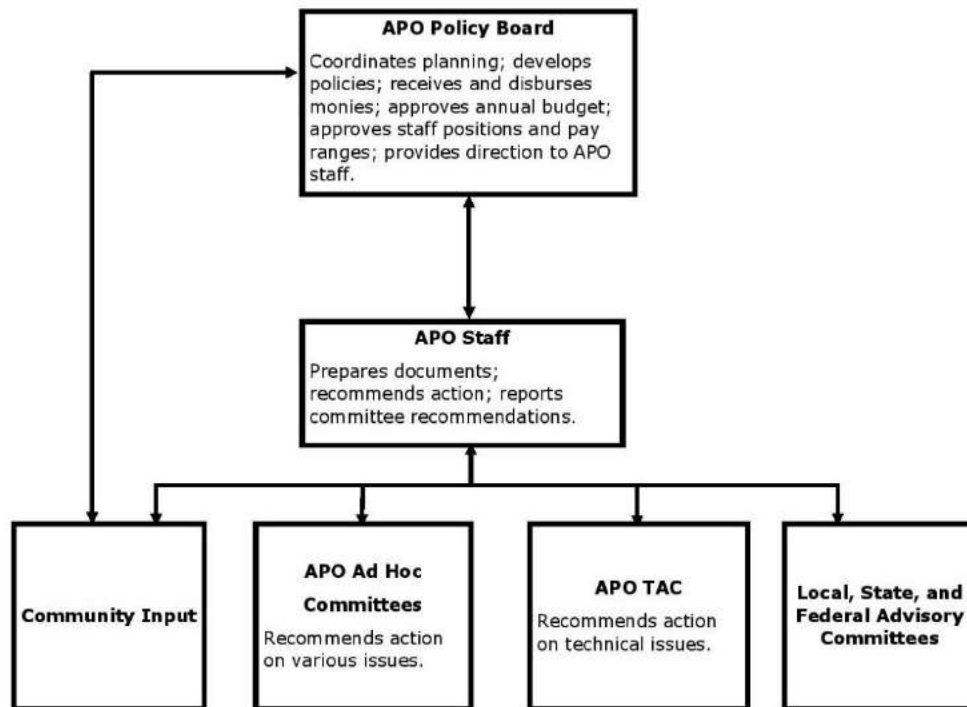 APO Policy Board
Coordinates planning; develops
policies; receives and disburses
monies; approves annual budget;
approves staff positions and pay
ranges; provides direction to APO
staff.
APO Staff
Prepares documents;
recommends action; reports
committee recommendations.
Community Input
APO Ad Hoc
Committees
Recommends action
on various issues.
APO TAC
Recommends action
on technical issues.
Local, State, and
Federal Advisory
Committees